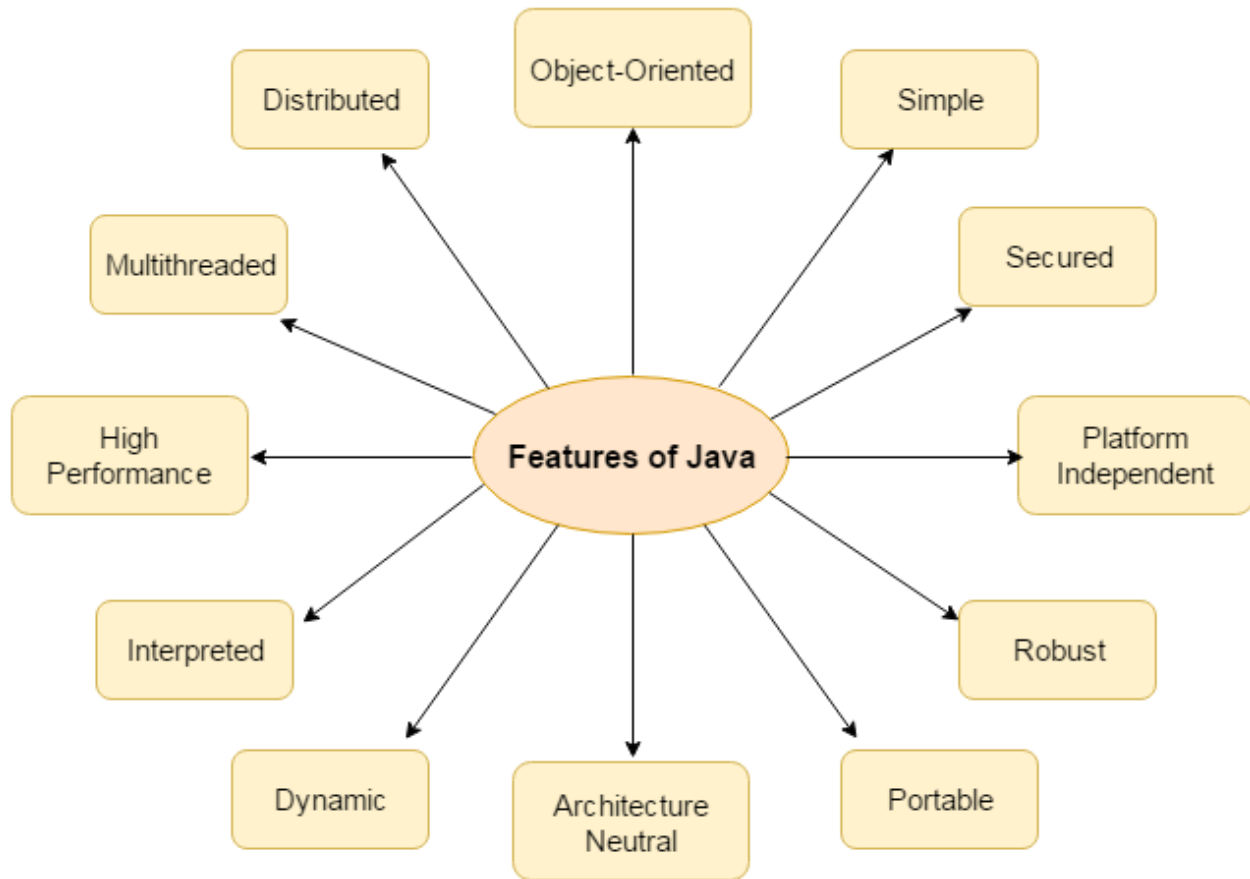 Object-Oriented
Distributed
Simple
Multithreaded
Secured
Features of Java
High
Performance
Platform
Independent
Interpreted
Robust
Dynamic
Architecture
Neutral
Portable